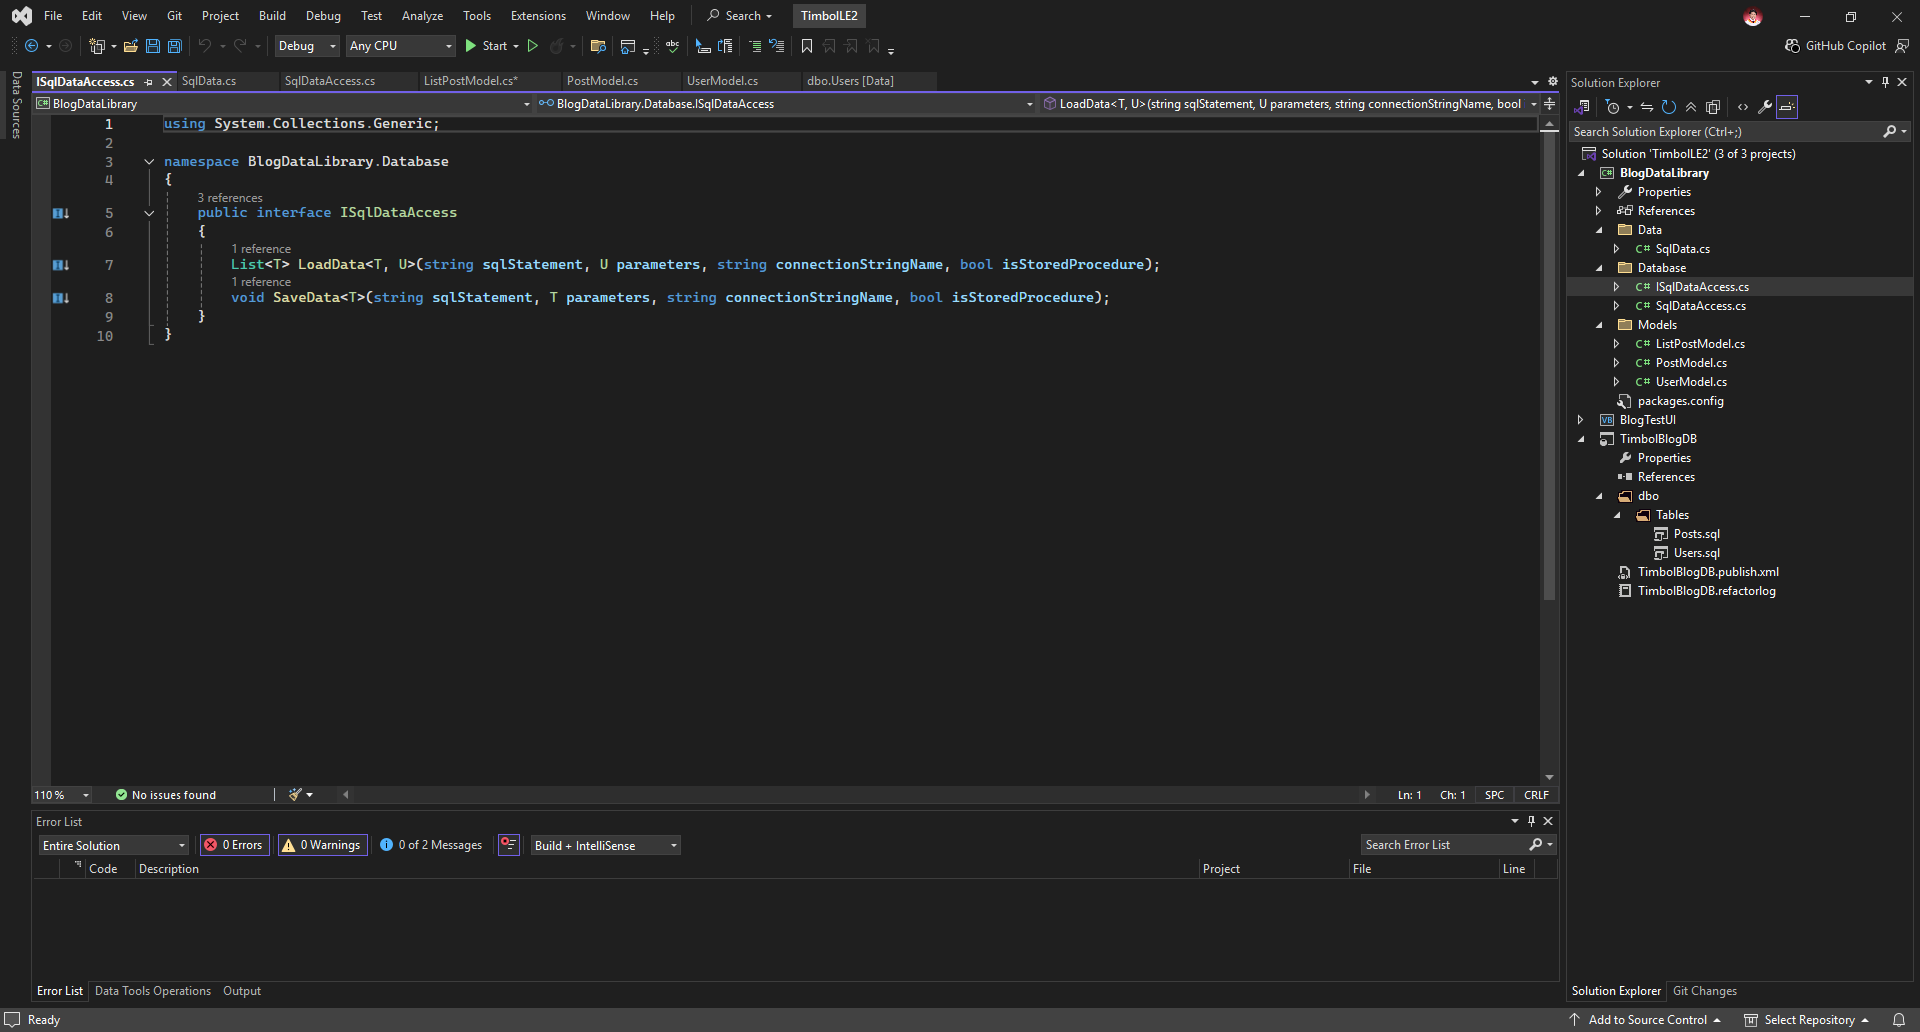 File Edit View Git Project Build Debug Test Analyze Tools Extensions Window Help Search TimbolLE2
Debug Any CPU Start GitHub Copilot
Data Sources
ISqlDataAccess.cs SqlData.cs SqlDataAccess.cs ListPostModel.cs* PostModel.cs UserModel.cs dbo.Users [Data]
C# BlogDataLibrary BlogDataLibrary.Database.ISqlDataAccess LoadData<T, U>(string sqlStatement, U parameters, string connectionStringName, bool
1 using System.Collections.Generic;
2
3 namespace BlogDataLibrary.Database
4 {
3 references
5 public interface ISqlDataAccess
6 {
1 reference
7 List<T> LoadData<T, U>(string sqlStatement, U parameters, string connectionStringName, bool isStoredProcedure);
1 reference
8 void SaveData<T>(string sqlStatement, T parameters, string connectionStringName, bool isStoredProcedure);
9 }
10 }
110 % No issues found Ln: 1 Ch: 1 SPC CRLF
Error List
Entire Solution 0 Errors 0 Warnings 0 of 2 Messages Build + IntelliSense Search Error List
Code Description Project File Line
Error List Data Tools Operations Output
Solution Explorer
Search Solution Explorer (Ctrl+;)
Solution 'TimbolLE2' (3 of 3 projects)
C# BlogDataLibrary
Properties
References
Data
C# SqlData.cs
Database
C# ISqlDataAccess.cs
C# SqlDataAccess.cs
Models
C# ListPostModel.cs
C# PostModel.cs
C# UserModel.cs
packages.config
VB BlogTestUI
TimbolBlogDB
Properties
References
dbo
Tables
Posts.sql
Users.sql
TimbolBlogDB.publish.xml
TimbolBlogDB.refactorlog
Solution Explorer Git Changes
Ready Add to Source Control Select Repository